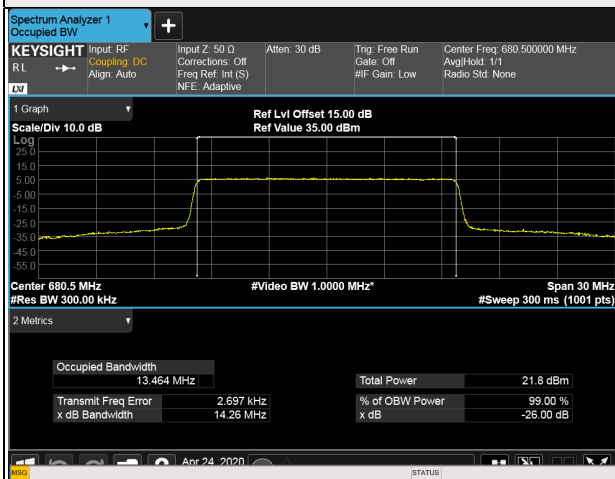 Spectrum Analyzer 1
Occupied BW
KEYSIGHT
RL
LXI
Input: RF
Coupling: DC
Align: Auto
Input Z: 50 Ω
Corrections: Off
Freq Ref: Int (S)
NFE: Adaptive
Atten: 30 dB
Trig: Free Run
Gate: Off
#IF Gain: Low
Center Freq: 680.500000 MHz
Avg|Hold: 1/1
Radio Std: None
1 Graph
Scale/Div 10.0 dB
Ref Lvl Offset 15.00 dB
Ref Value 35.00 dBm
Log
25.0
15.0
5.00
-5.00
-15.0
-25.0
-35.0
-45.0
-55.0
Center 680.5 MHz
#Video BW 1.0000 MHz*
Span 30 MHz
#Res BW 300.00 kHz
#Sweep 300 ms (1001 pts)
2 Metrics
Occupied Bandwidth
13.464 MHz
Total Power 21.8 dBm
Transmit Freq Error 2.697 kHz
% of OBW Power 99.00 %
x dB Bandwidth 14.26 MHz
x dB -26.00 dB
Apr 24, 2020
MSG
STATUS